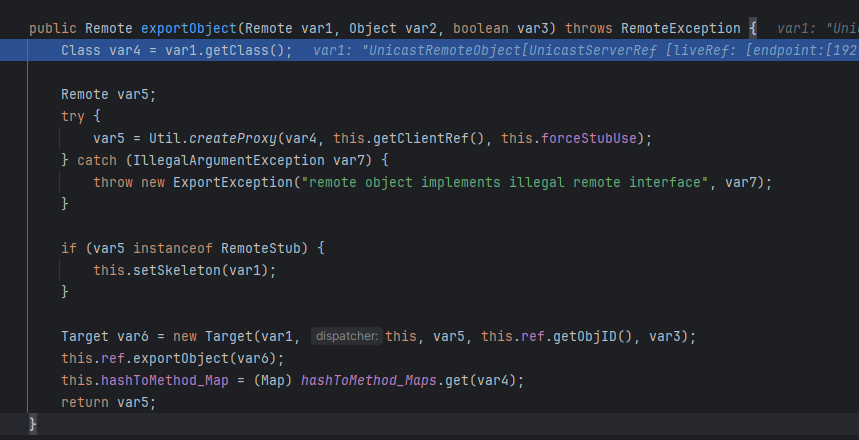 public Remote exportObject(Remote var1, Object var2, boolean var3) throws RemoteException {   var1: "Unic
    Class var4 = var1.getClass();   var1: "UnicastRemoteObject[UnicastServerRef [liveRef: [endpoint:[192
    Remote var5;
    try {
        var5 = Util.createProxy(var4, this.getClientRef(), this.forceStubUse);
    } catch (IllegalArgumentException var7) {
        throw new ExportException("remote object implements illegal remote interface", var7);
    }
    if (var5 instanceof RemoteStub) {
        this.setSkeleton(var1);
    }
    Target var6 = new Target(var1, dispatcher: this, var5, this.ref.getObjID(), var3);
    this.ref.exportObject(var6);
    this.hashToMethod_Map = (Map) hashToMethod_Maps.get(var4);
    return var5;
}